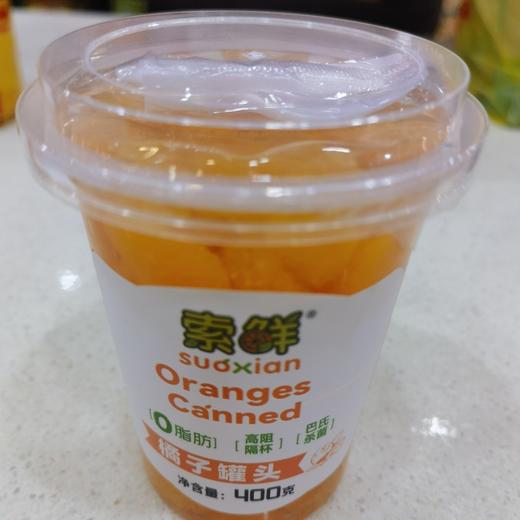 索鲜®
suoxian
Oranges
Canned
[0脂肪] [高阻隔杯] [巴氏杀菌]
橘子罐头
净含量：400克